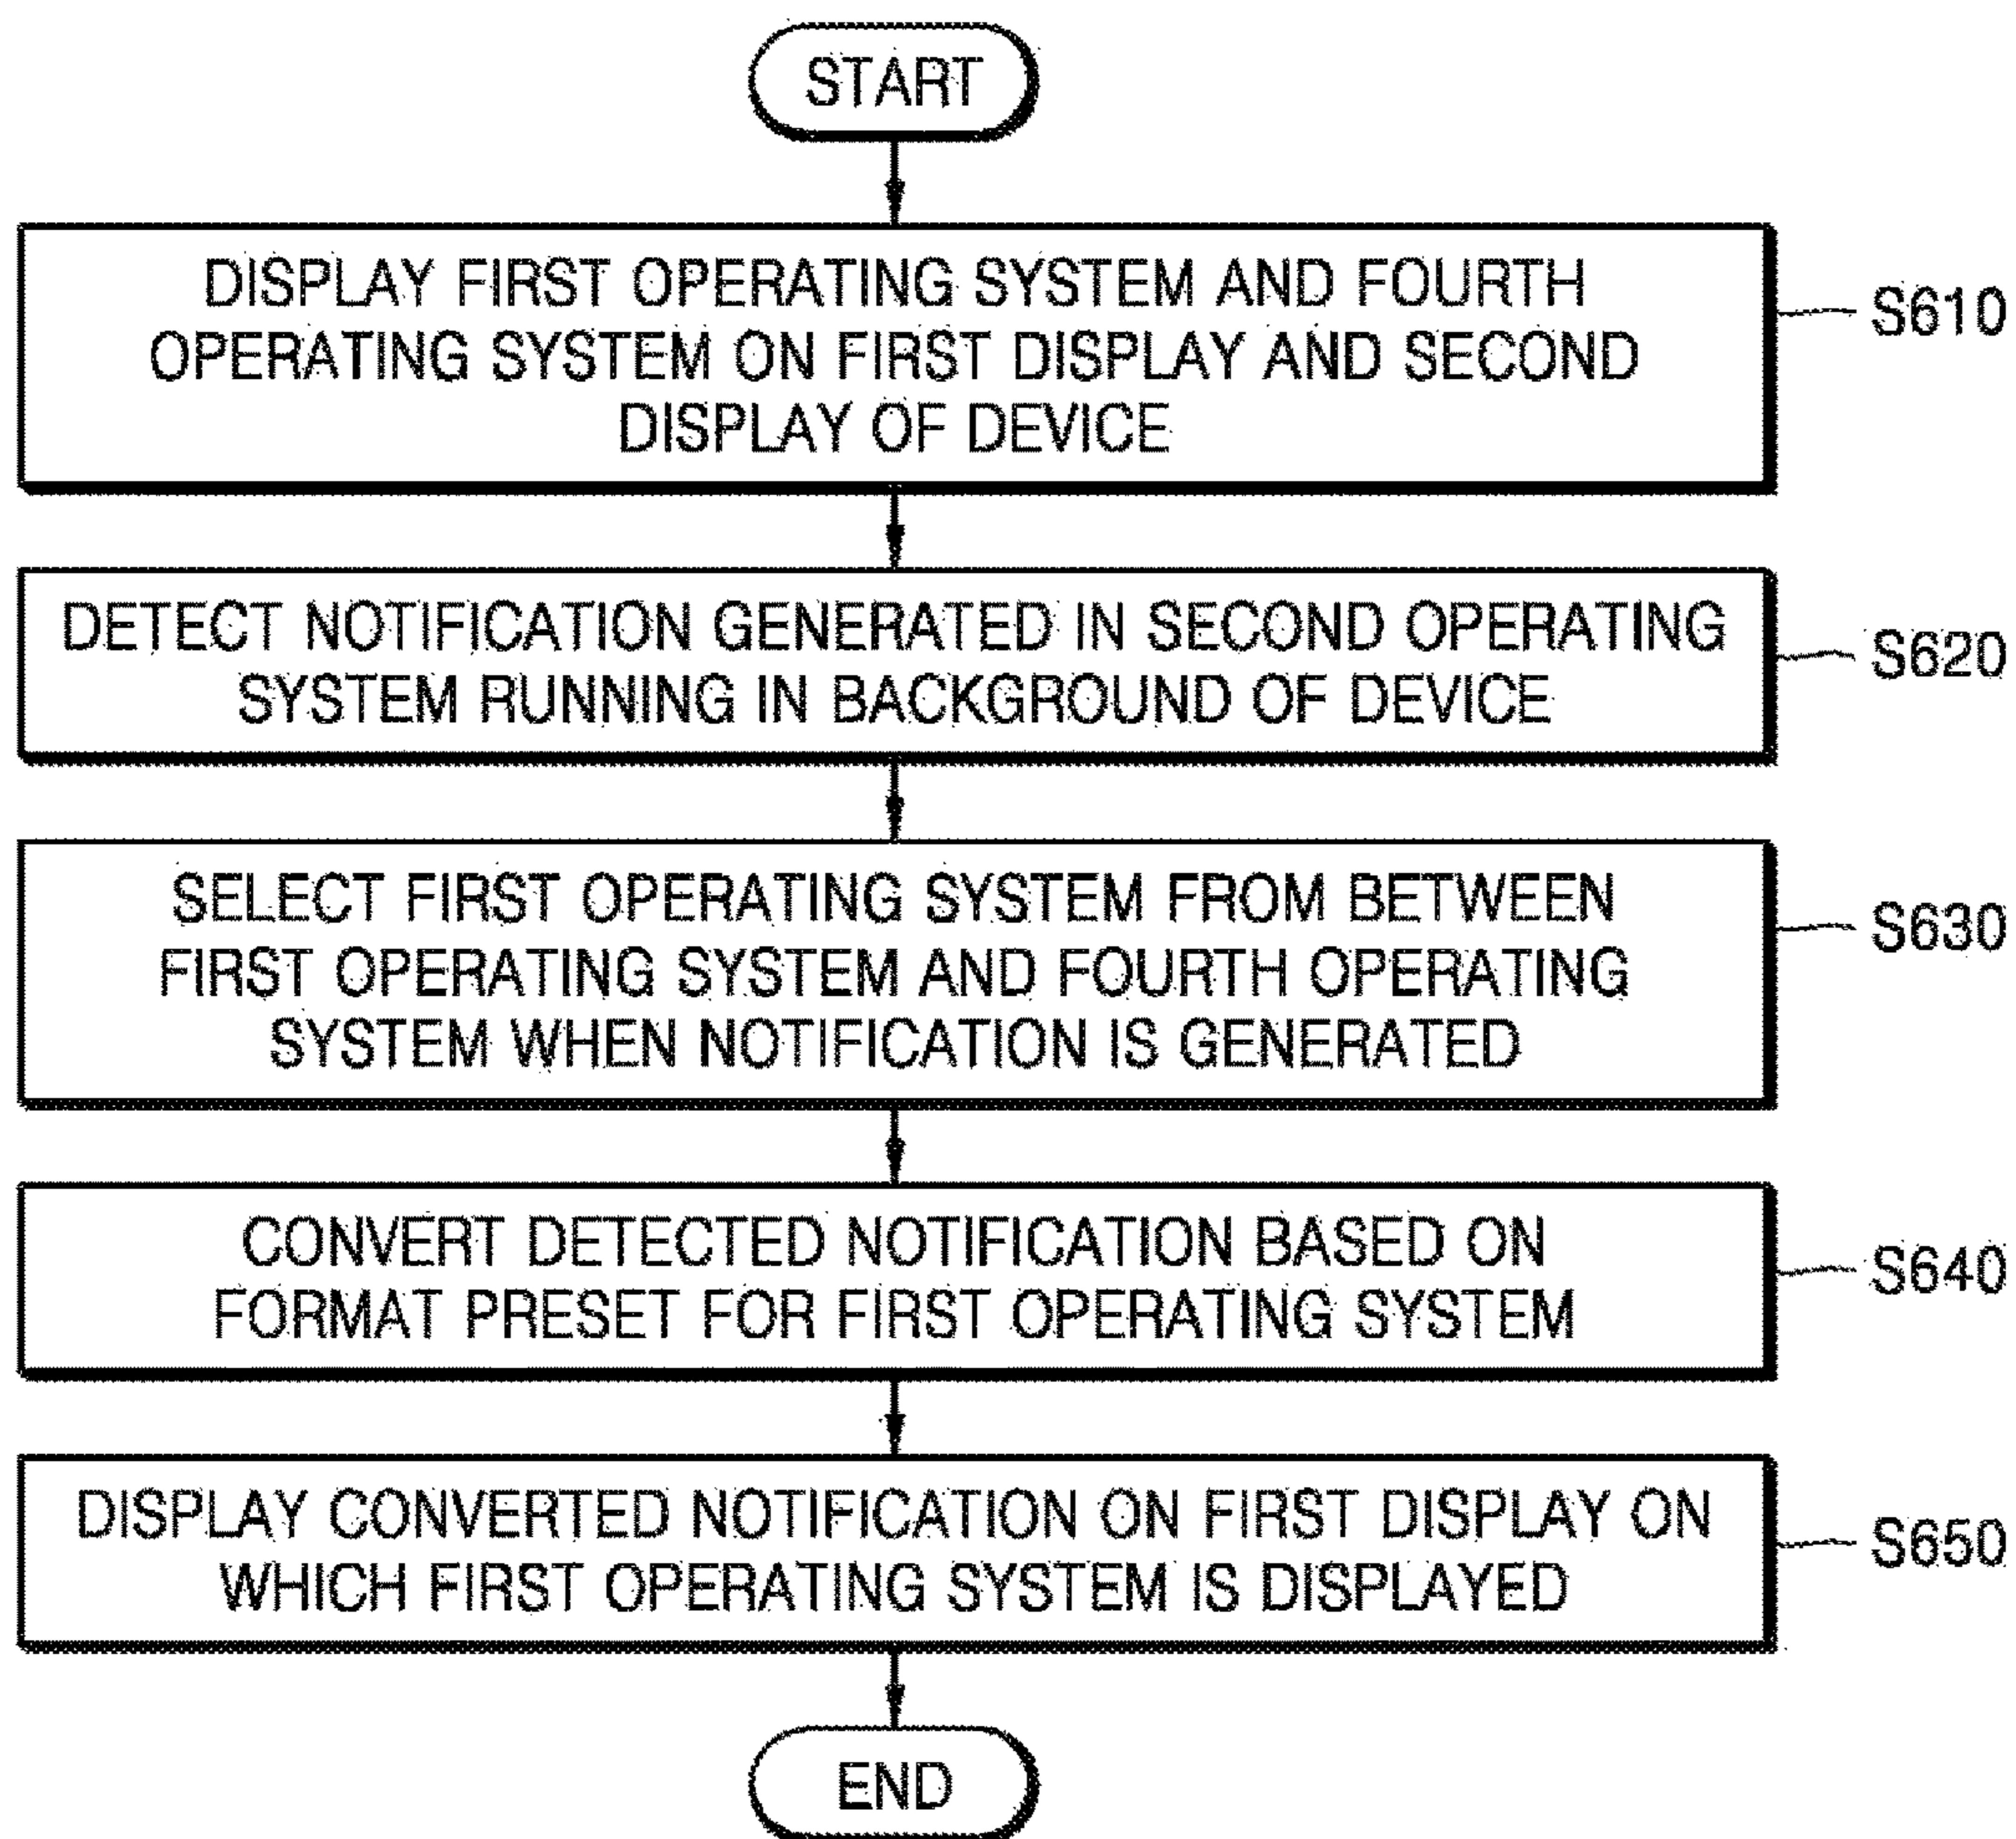 START
DISPLAY FIRST OPERATING SYSTEM AND FOURTH
OPERATING SYSTEM ON FIRST DISPLAY AND SECOND
DISPLAY OF DEVICE
S610
DETECT NOTIFICATION GENERATED IN SECOND OPERATING
SYSTEM RUNNING IN BACKGROUND OF DEVICE
S620
SELECT FIRST OPERATING SYSTEM FROM BETWEEN
FIRST OPERATING SYSTEM AND FOURTH OPERATING
SYSTEM WHEN NOTIFICATION IS GENERATED
S630
CONVERT DETECTED NOTIFICATION BASED ON
FORMAT PRESET FOR FIRST OPERATING SYSTEM
S640
DISPLAY CONVERTED NOTIFICATION ON FIRST DISPLAY ON
WHICH FIRST OPERATING SYSTEM IS DISPLAYED
S650
END